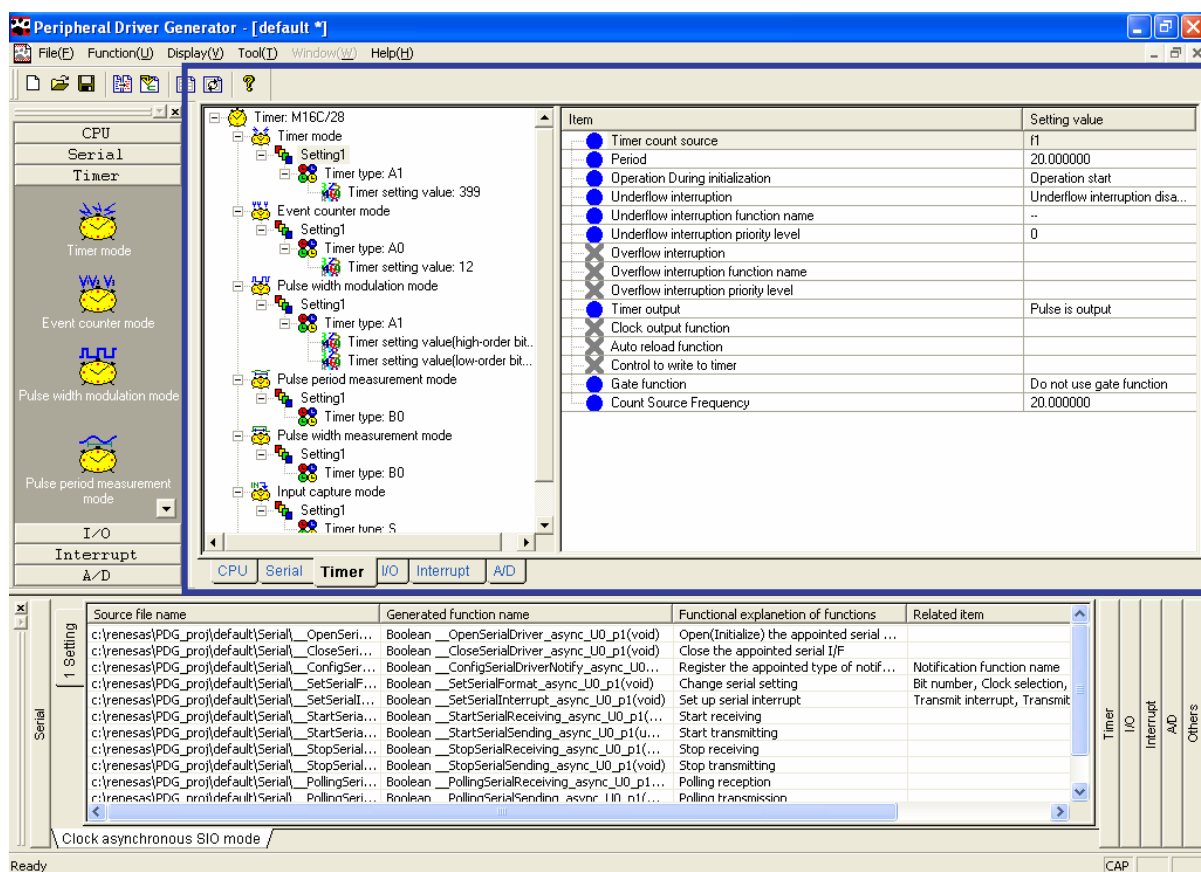 Peripheral Driver Generator - [default *]
File(F) Function(U) Display(V) Tool(T) Window(W) Help(H)
CPU
Serial
Timer
Timer mode
Event counter mode
Pulse width modulation mode
Pulse period measurement
mode
I/O
Interrupt
A/D
Timer: M16C/28
Timer mode
Setting1
Timer type: A1
Timer setting value: 399
Event counter mode
Setting1
Timer type: A0
Timer setting value: 12
Pulse width modulation mode
Setting1
Timer type: A1
Timer setting value(high-order bit..
Timer setting value(low-order bit...
Pulse period measurement mode
Setting1
Timer type: B0
Pulse width measurement mode
Setting1
Timer type: B0
Input capture mode
Setting1
Timer type: S
Item Setting value
Timer count source f1
Period 20.000000
Operation During initialization Operation start
Underflow interruption Underflow interruption disa...
Underflow interruption function name --
Underflow interruption priority level 0
Overflow interruption
Overflow interruption function name
Overflow interruption priority level
Timer output Pulse is output
Clock output function
Auto reload function
Control to write to timer
Gate function Do not use gate function
Count Source Frequency 20.000000
CPU Serial Timer I/O Interrupt A/D
Serial
1 Setting
Source file name Generated function name Functional explanetion of functions Related item
c:\renesas\PDG_proj\default\Serial\__OpenSeri... Boolean __OpenSerialDriver_async_U0_p1(void) Open(Initialize) the appointed serial ...
c:\renesas\PDG_proj\default\Serial\__CloseSeri... Boolean __CloseSerialDriver_async_U0_p1(void) Close the appointed serial I/F
c:\renesas\PDG_proj\default\Serial\__ConfigSer... Boolean __ConfigSerialDriverNotify_async_U0... Register the appointed type of notif... Notification function name
c:\renesas\PDG_proj\default\Serial\__SetSerialF... Boolean __SetSerialFormat_async_U0_p1(void) Change serial setting Bit number, Clock selection,
c:\renesas\PDG_proj\default\Serial\__SetSerialI... Boolean __SetSerialInterrupt_async_U0_p1(void) Set up serial interrupt Transmit interrupt, Transmit
c:\renesas\PDG_proj\default\Serial\__StartSeria... Boolean __StartSerialReceiving_async_U0_p1(... Start receiving
c:\renesas\PDG_proj\default\Serial\__StartSeria... Boolean __StartSerialSending_async_U0_p1(u... Start transmitting
c:\renesas\PDG_proj\default\Serial\__StopSerial... Boolean __StopSerialReceiving_async_U0_p1(... Stop receiving
c:\renesas\PDG_proj\default\Serial\__StopSerial... Boolean __StopSerialSending_async_U0_p1(void) Stop transmitting
c:\renesas\PDG_proj\default\Serial\__PollingSeri... Boolean __PollingSerialReceiving_async_U0_p1... Polling reception
c:\renesas\PDG_proj\default\Serial\__PollingSeri... Boolean __PollingSerialSending_async_U0_p1(... Polling transmission
Timer
I/O
Interrupt
A/D
Others
Clock asynchronous SIO mode
Ready CAP